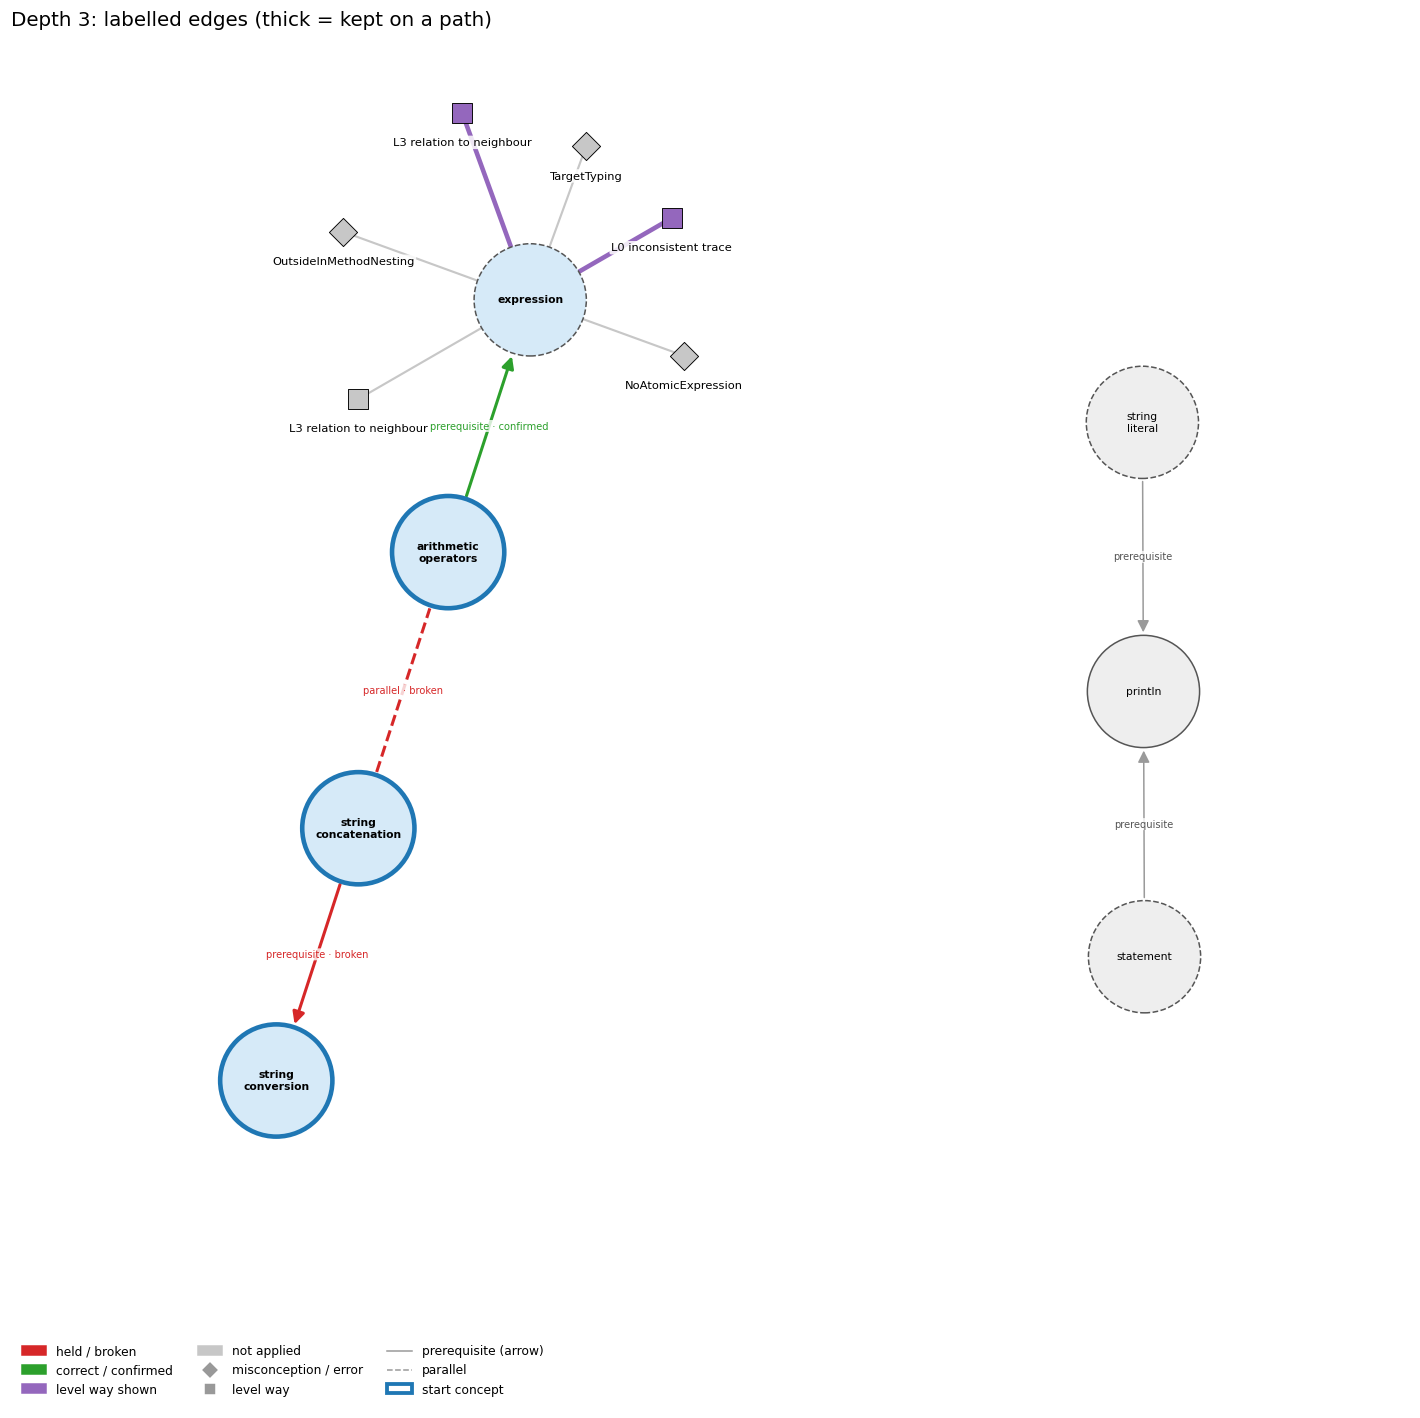 Depth 3: labelled edges (thick = kept on a path)
L3 relation to neighbour
TargetTyping
L0 inconsistent trace
OutsideInMethodNesting
expression
NoAtomicExpression
L3 relation to neighbour
prerequisite · confirmed
string
literal
arithmetic
operators
prerequisite
parallel · broken
println
string
concatenation
prerequisite
prerequisite · broken
statement
string
conversion
held / broken
correct / confirmed
level way shown
not applied
misconception / error
level way
prerequisite (arrow)
parallel
start concept